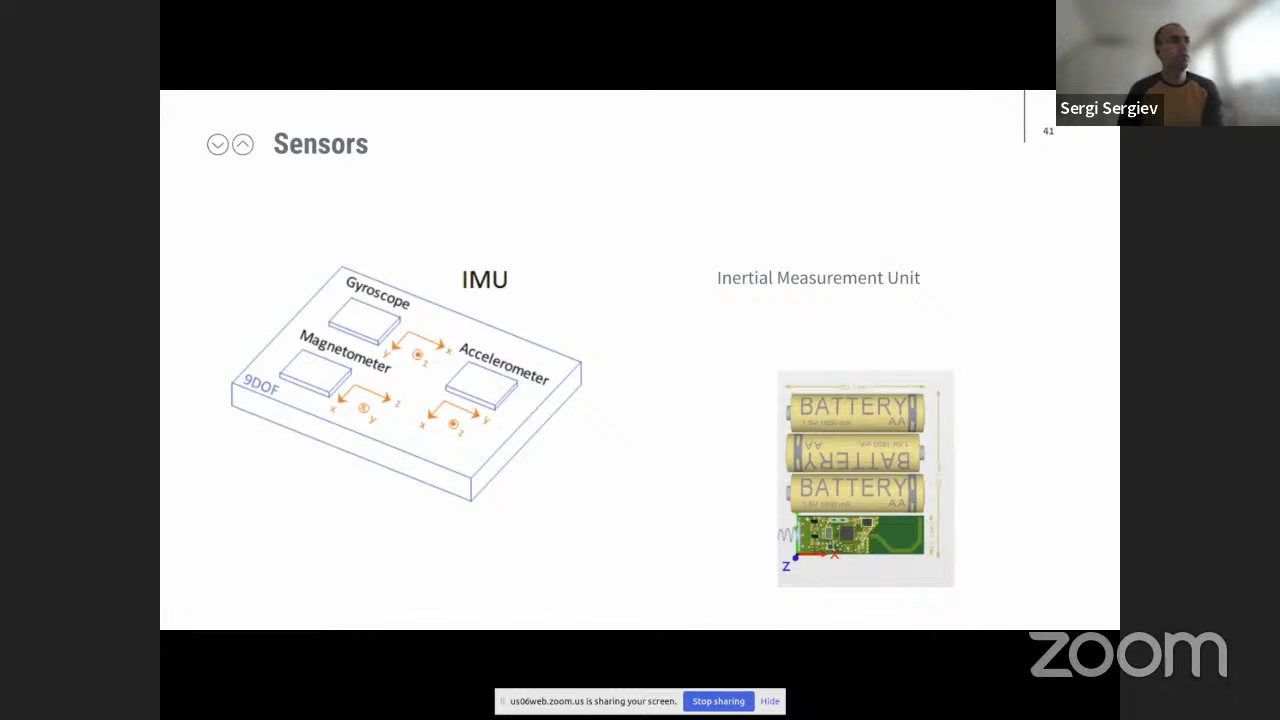 Sergi Sergiev
41
Sensors
IMU
Inertial Measurement Unit
Gyroscope
y
x
z
Magnetometer
x
z
y
Accelerometer
x
y
z
9DOF
BATTERY
AA
BATTERY
AA
BATTERY
AA
Z
X
zoom
us06web.zoom.us is sharing your screen.
Stop sharing
Hide